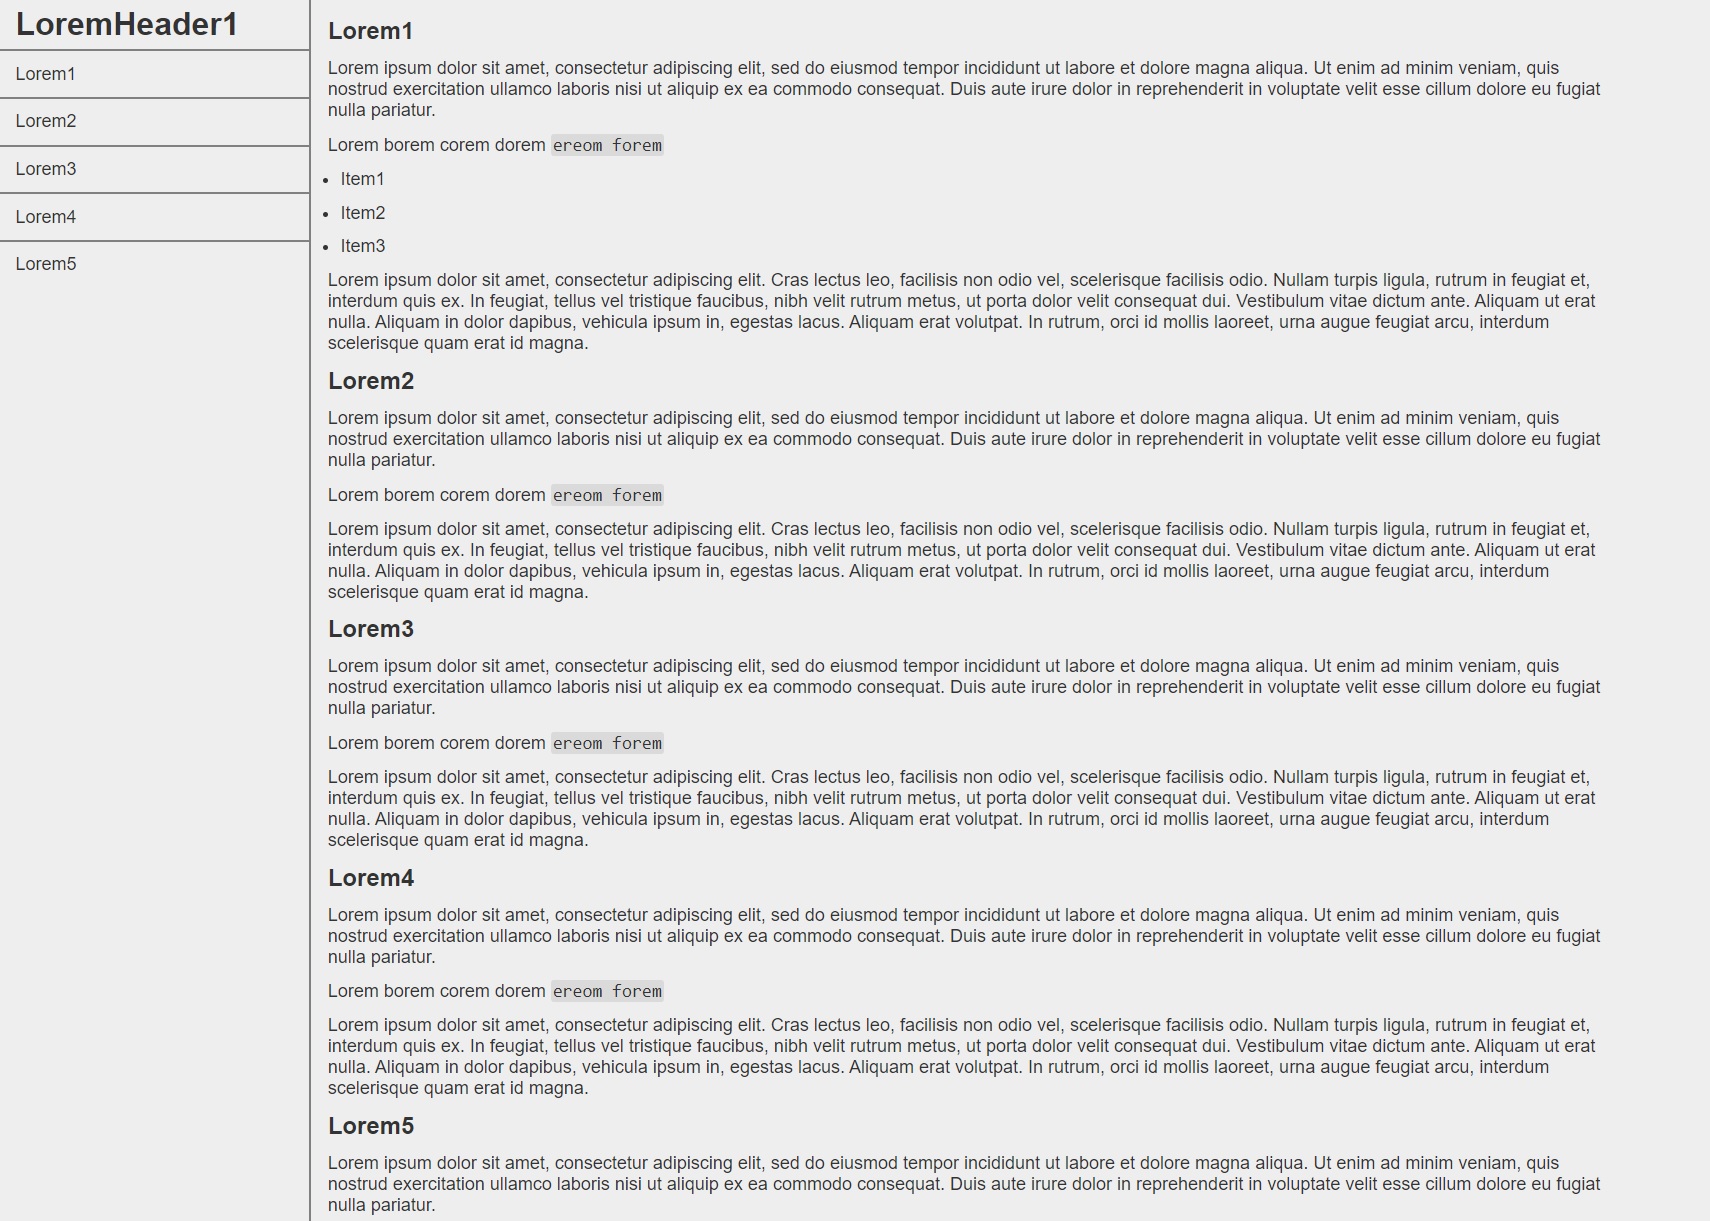 LoremHeader1
Lorem1
Lorem2
Lorem3
Lorem4
Lorem5
Lorem1
Lorem ipsum dolor sit amet, consectetur adipiscing elit, sed do eiusmod tempor incididunt ut labore et dolore magna aliqua. Ut enim ad minim veniam, quis
nostrud exercitation ullamco laboris nisi ut aliquip ex ea commodo consequat. Duis aute irure dolor in reprehenderit in voluptate velit esse cillum dolore eu fugiat
nulla pariatur.
Lorem borem corem dorem ereom forem
• Item1
• Item2
• Item3
Lorem ipsum dolor sit amet, consectetur adipiscing elit. Cras lectus leo, facilisis non odio vel, scelerisque facilisis odio. Nullam turpis ligula, rutrum in feugiat et,
interdum quis ex. In feugiat, tellus vel tristique faucibus, nibh velit rutrum metus, ut porta dolor velit consequat dui. Vestibulum vitae dictum ante. Aliquam ut erat
nulla. Aliquam in dolor dapibus, vehicula ipsum in, egestas lacus. Aliquam erat volutpat. In rutrum, orci id mollis laoreet, urna augue feugiat arcu, interdum
scelerisque quam erat id magna.
Lorem2
Lorem ipsum dolor sit amet, consectetur adipiscing elit, sed do eiusmod tempor incididunt ut labore et dolore magna aliqua. Ut enim ad minim veniam, quis
nostrud exercitation ullamco laboris nisi ut aliquip ex ea commodo consequat. Duis aute irure dolor in reprehenderit in voluptate velit esse cillum dolore eu fugiat
nulla pariatur.
Lorem borem corem dorem ereom forem
Lorem ipsum dolor sit amet, consectetur adipiscing elit. Cras lectus leo, facilisis non odio vel, scelerisque facilisis odio. Nullam turpis ligula, rutrum in feugiat et,
interdum quis ex. In feugiat, tellus vel tristique faucibus, nibh velit rutrum metus, ut porta dolor velit consequat dui. Vestibulum vitae dictum ante. Aliquam ut erat
nulla. Aliquam in dolor dapibus, vehicula ipsum in, egestas lacus. Aliquam erat volutpat. In rutrum, orci id mollis laoreet, urna augue feugiat arcu, interdum
scelerisque quam erat id magna.
Lorem3
Lorem ipsum dolor sit amet, consectetur adipiscing elit, sed do eiusmod tempor incididunt ut labore et dolore magna aliqua. Ut enim ad minim veniam, quis
nostrud exercitation ullamco laboris nisi ut aliquip ex ea commodo consequat. Duis aute irure dolor in reprehenderit in voluptate velit esse cillum dolore eu fugiat
nulla pariatur.
Lorem borem corem dorem ereom forem
Lorem ipsum dolor sit amet, consectetur adipiscing elit. Cras lectus leo, facilisis non odio vel, scelerisque facilisis odio. Nullam turpis ligula, rutrum in feugiat et,
interdum quis ex. In feugiat, tellus vel tristique faucibus, nibh velit rutrum metus, ut porta dolor velit consequat dui. Vestibulum vitae dictum ante. Aliquam ut erat
nulla. Aliquam in dolor dapibus, vehicula ipsum in, egestas lacus. Aliquam erat volutpat. In rutrum, orci id mollis laoreet, urna augue feugiat arcu, interdum
scelerisque quam erat id magna.
Lorem4
Lorem ipsum dolor sit amet, consectetur adipiscing elit, sed do eiusmod tempor incididunt ut labore et dolore magna aliqua. Ut enim ad minim veniam, quis
nostrud exercitation ullamco laboris nisi ut aliquip ex ea commodo consequat. Duis aute irure dolor in reprehenderit in voluptate velit esse cillum dolore eu fugiat
nulla pariatur.
Lorem borem corem dorem ereom forem
Lorem ipsum dolor sit amet, consectetur adipiscing elit. Cras lectus leo, facilisis non odio vel, scelerisque facilisis odio. Nullam turpis ligula, rutrum in feugiat et,
interdum quis ex. In feugiat, tellus vel tristique faucibus, nibh velit rutrum metus, ut porta dolor velit consequat dui. Vestibulum vitae dictum ante. Aliquam ut erat
nulla. Aliquam in dolor dapibus, vehicula ipsum in, egestas lacus. Aliquam erat volutpat. In rutrum, orci id mollis laoreet, urna augue feugiat arcu, interdum
scelerisque quam erat id magna.
Lorem5
Lorem ipsum dolor sit amet, consectetur adipiscing elit, sed do eiusmod tempor incididunt ut labore et dolore magna aliqua. Ut enim ad minim veniam, quis
nostrud exercitation ullamco laboris nisi ut aliquip ex ea commodo consequat. Duis aute irure dolor in reprehenderit in voluptate velit esse cillum dolore eu fugiat
nulla pariatur.